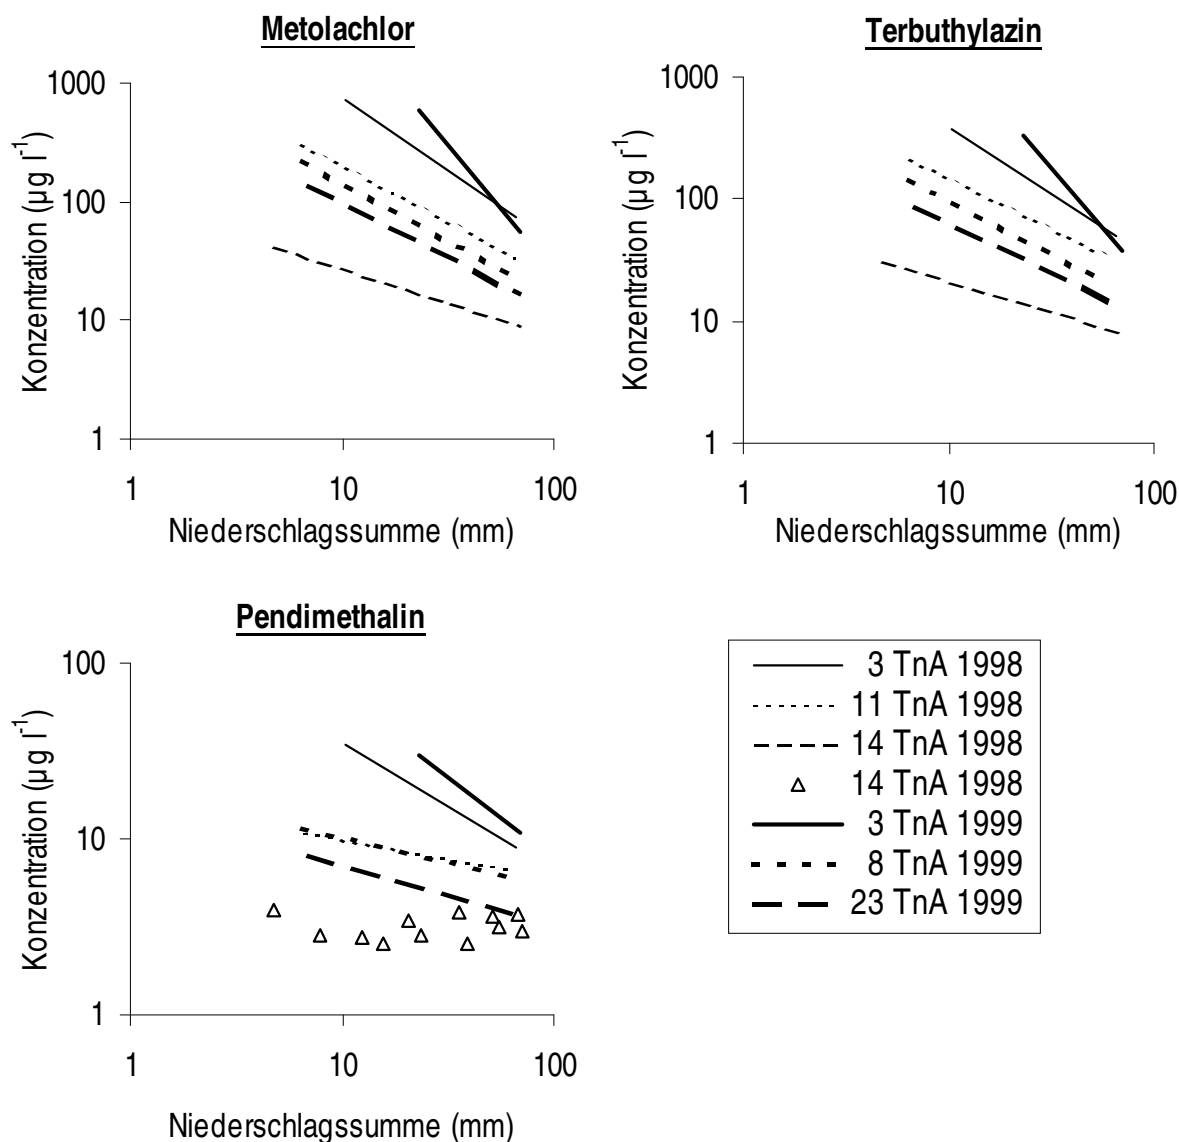 Metolachlor
1000
100
10
1
1
10
100
Konzentration (µg l-1)
Niederschlagssumme (mm)
Terbuthylazin
1000
100
10
1
1
10
100
Konzentration (µg l-1)
Niederschlagssumme (mm)
Pendimethalin
100
10
1
1
10
100
Konzentration (µg l-1)
Niederschlagssumme (mm)
3 TnA 1998
11 TnA 1998
14 TnA 1998
14 TnA 1998
3 TnA 1999
8 TnA 1999
23 TnA 1999